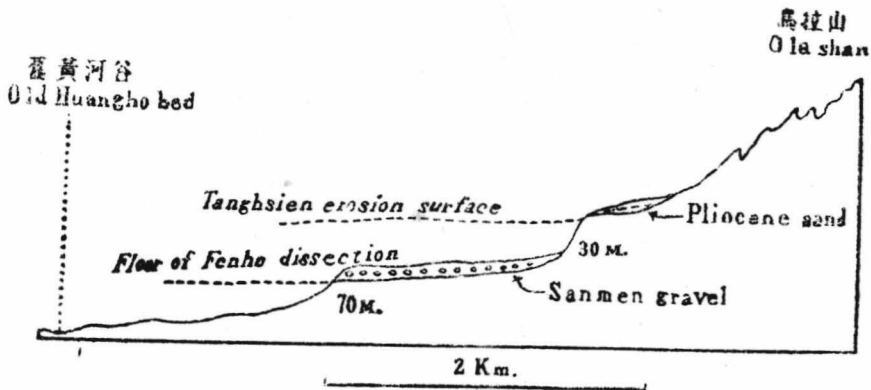 烏拉山
Ola shan
舊黃河谷
Old Huangho bed
Tanghsien erosion surface
Pliocene sand
Floor of Fenho dissection
30 M.
Sanmen gravel
70 M.
2 Km.